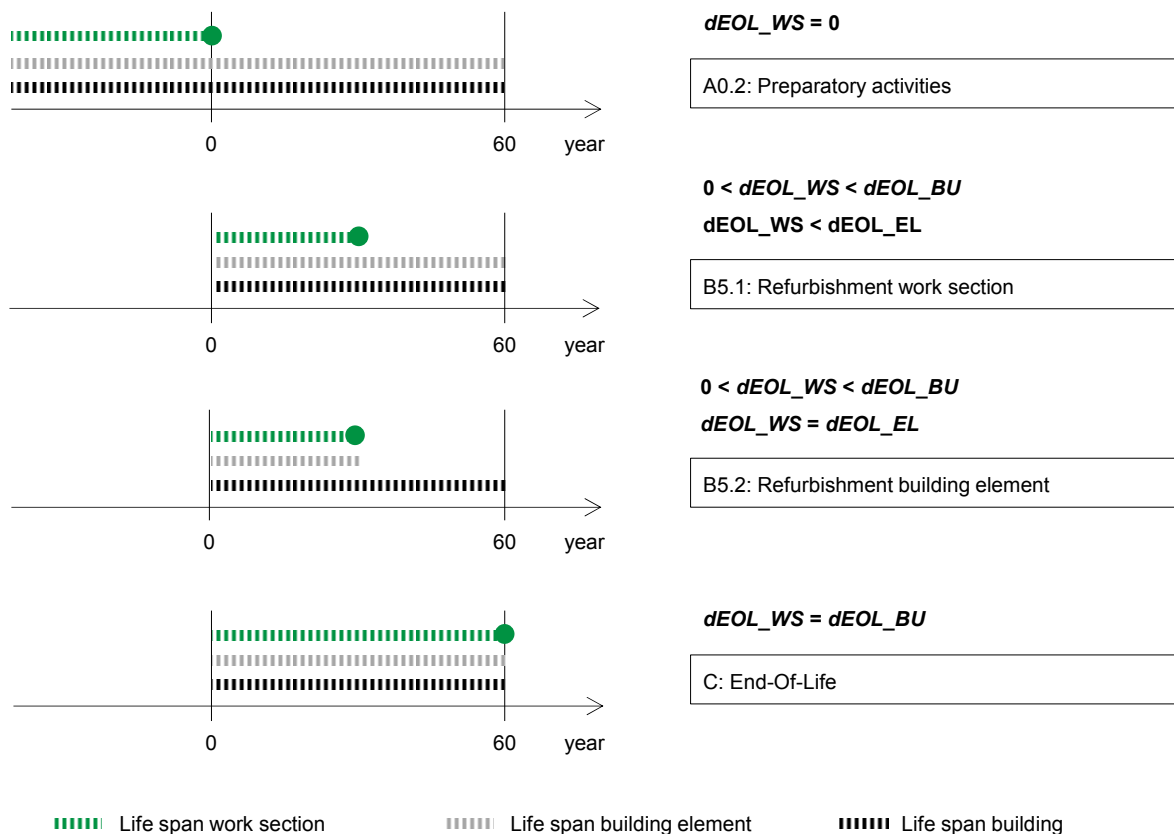 dEOL_WS = 0
A0.2: Preparatory activities
0 60 year
0 < dEOL_WS < dEOL_BU
dEOL_WS < dEOL_EL
B5.1: Refurbishment work section
0 60 year
0 < dEOL_WS < dEOL_BU
dEOL_WS = dEOL_EL
B5.2: Refurbishment building element
0 60 year
dEOL_WS = dEOL_BU
C: End-Of-Life
0 60 year
Life span work section Life span building element Life span building